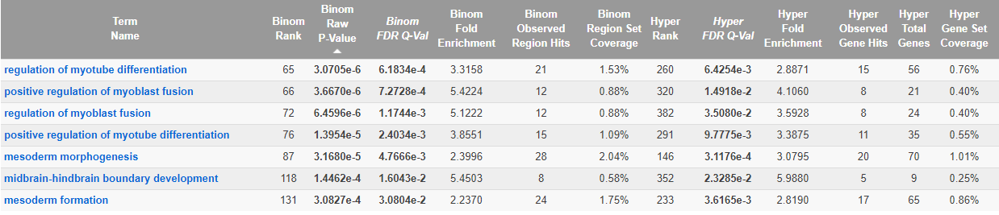 Term Name Binom Rank Binom Raw P-Value Binom FDR Q-Val Binom Fold Enrichment Binom Observed Region Hits Binom Region Set Coverage Hyper Rank Hyper FDR Q-Val Hyper Fold Enrichment Hyper Observed Gene Hits Hyper Total Genes Hyper Gene Set Coverage
regulation of myotube differentiation 65 3.0705e-6 6.1834e-4 3.3158 21 1.53% 260 6.4254e-3 2.8871 15 56 0.76%
positive regulation of myoblast fusion 66 3.6670e-6 7.2728e-4 5.4224 12 0.88% 320 1.4918e-2 4.1060 8 21 0.40%
regulation of myoblast fusion 72 6.4596e-6 1.1744e-3 5.1222 12 0.88% 382 3.5080e-2 3.5928 8 24 0.40%
positive regulation of myotube differentiation 76 1.3954e-5 2.4034e-3 3.8551 15 1.09% 291 9.7775e-3 3.3875 11 35 0.55%
mesoderm morphogenesis 87 3.1680e-5 4.7666e-3 2.3996 28 2.04% 146 3.1176e-4 3.0795 20 70 1.01%
midbrain-hindbrain boundary development 118 1.4462e-4 1.6043e-2 5.4503 8 0.58% 352 2.3285e-2 5.9880 5 9 0.25%
mesoderm formation 131 3.0827e-4 3.0804e-2 2.2370 24 1.75% 233 3.6165e-3 2.8190 17 65 0.86%